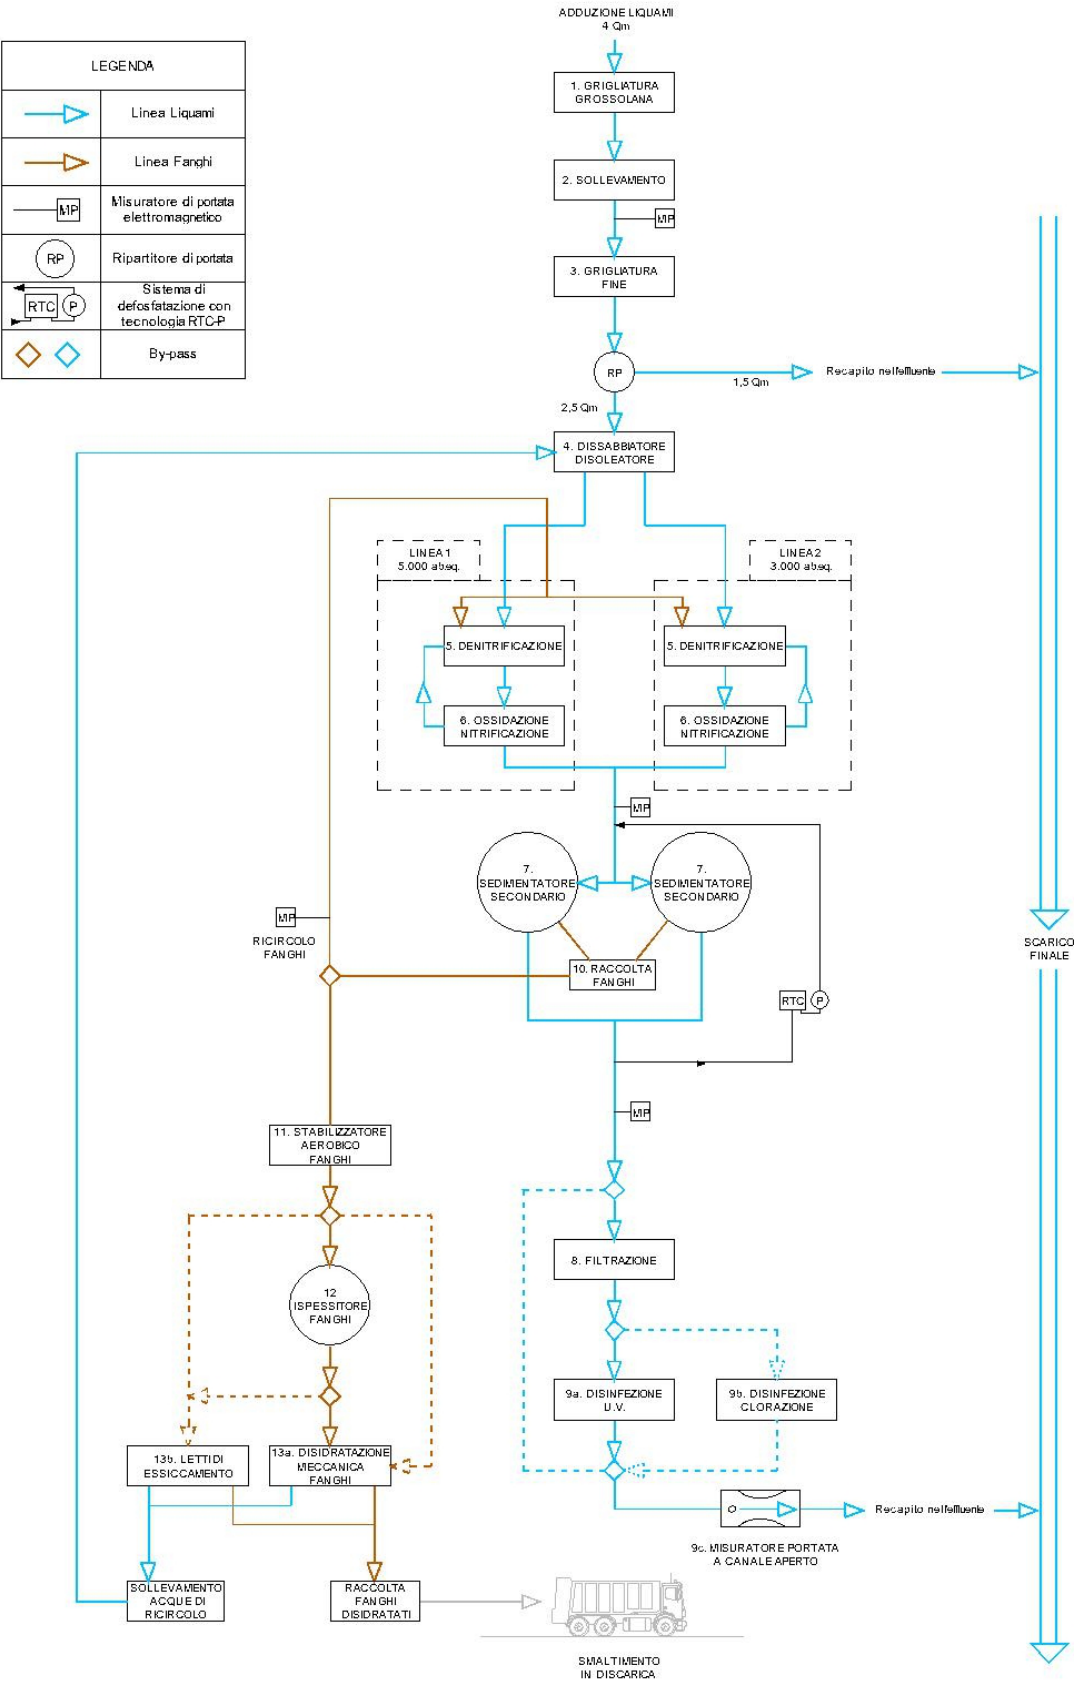 ADDUZIONE LIQUAMI
4 Qm
LEGENDA
Linea Liquami
Linea Fanghi
MP
Misuratore di portata
elettromagnetico
RP
Ripartitore di portata
RTC
P
Sistema di
defosfatazione con
tecnologia RTC-P
By-pass
1. GRIGLIATURA
GROSSOLANA
2. SOLLEVAMENTO
MP
3. GRIGLIATURA
FINE
RP
1,5 Qm
Recapito nell'effluente
2,5 Qm
4. DISSABBIATORE
DISOLEATORE
LINEA 1
5.000 ab.eq.
LINEA 2
3.000 ab.eq.
5. DENITRIFICAZIONE
5. DENITRIFICAZIONE
6. OSSIDAZIONE
NITRIFICAZIONE
6. OSSIDAZIONE
NITRIFICAZIONE
MP
7.
SEDIMENTATORE
SECONDARIO
7.
SEDIMENTATORE
SECONDARIO
MP
RICIRCOLO
FANGHI
SCARICO
FINALE
10. RACCOLTA
FANGHI
RTC
P
MP
11. STABILIZZATORE
AEROBICO
FANGHI
8. FILTRAZIONE
12
ISPESSITORE
FANGHI
9a. DISINFEZIONE
U.V.
9b. DISINFEZIONE
CLORAZIONE
13b. LETTI DI
ESSICCAMENTO
13a. DISIDRATAZIONE
MECCANICA
FANGHI
Recapito nell'effluente
9c. MISURATORE PORTATA
A CANALE APERTO
SOLLEVAMENTO
ACQUE DI
RICIRCOLO
RACCOLTA
FANGHI
DISIDRATATI
SMALTIMENTO
IN DISCARICA